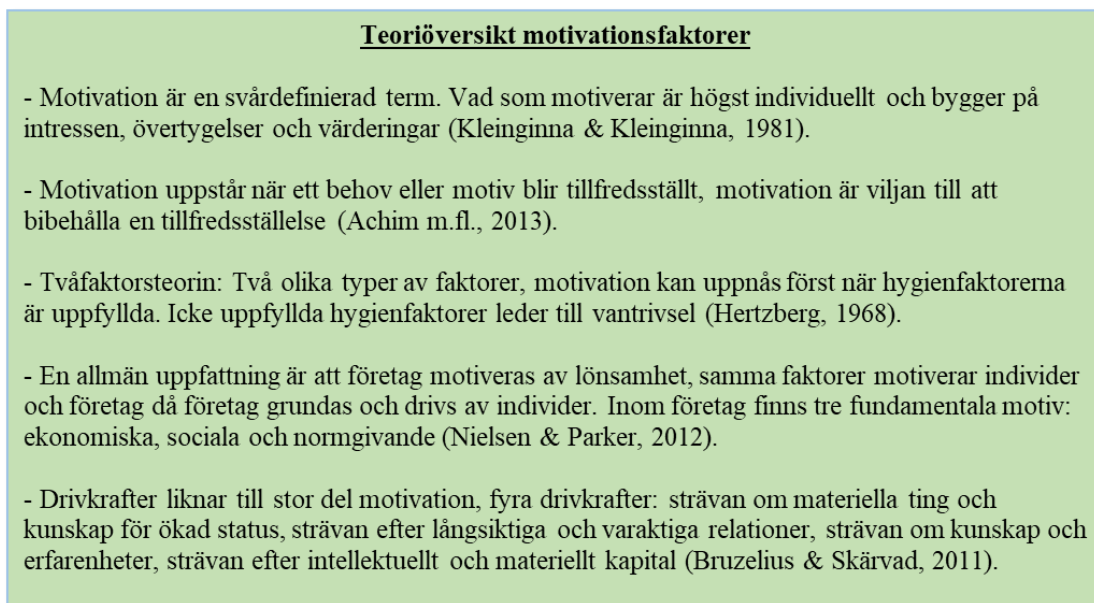 Teoriöversikt motivationsfaktorer
- Motivation är en svårdefinierad term. Vad som motiverar är högst individuellt och bygger på
intressen, övertygelser och värderingar (Kleinginna & Kleinginna, 1981).
- Motivation uppstår när ett behov eller motiv blir tillfredsställt, motivation är viljan till att
bibehålla en tillfredsställelse (Achim m.fl., 2013).
- Tvåfaktorsteorin: Två olika typer av faktorer, motivation kan uppnås först när hygienfaktorerna
är uppfyllda. Icke uppfyllda hygienfaktorer leder till vantrivsel (Hertzberg, 1968).
- En allmän uppfattning är att företag motiveras av lönsamhet, samma faktorer motiverar individer
och företag då företag grundas och drivs av individer. Inom företag finns tre fundamentala motiv:
ekonomiska, sociala och normgivande (Nielsen & Parker, 2012).
- Drivkrafter liknar till stor del motivation, fyra drivkrafter: strävan om materiella ting och
kunskap för ökad status, strävan efter långsiktiga och varaktiga relationer, strävan om kunskap och
erfarenheter, strävan efter intellektuellt och materiellt kapital (Bruzelius & Skärvad, 2011).